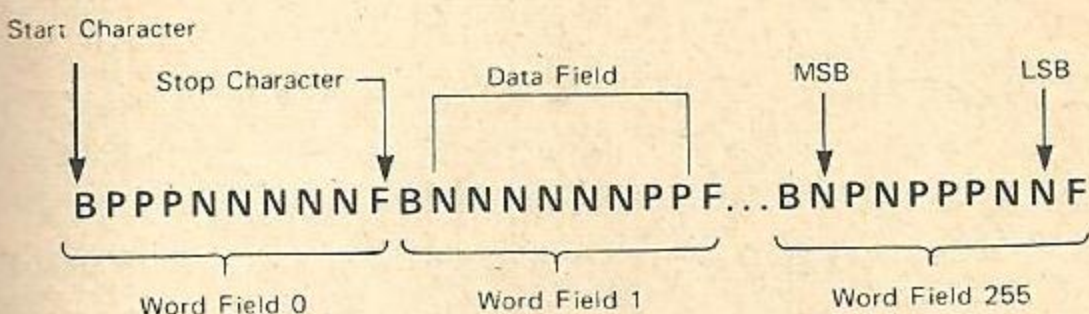 Start Character
Stop Character
Data Field
MSB
LSB
BPPPNNNNNFBNNNNNNPPF...BNPNPPPNNF
Word Field 0
Word Field 1
Word Field 255